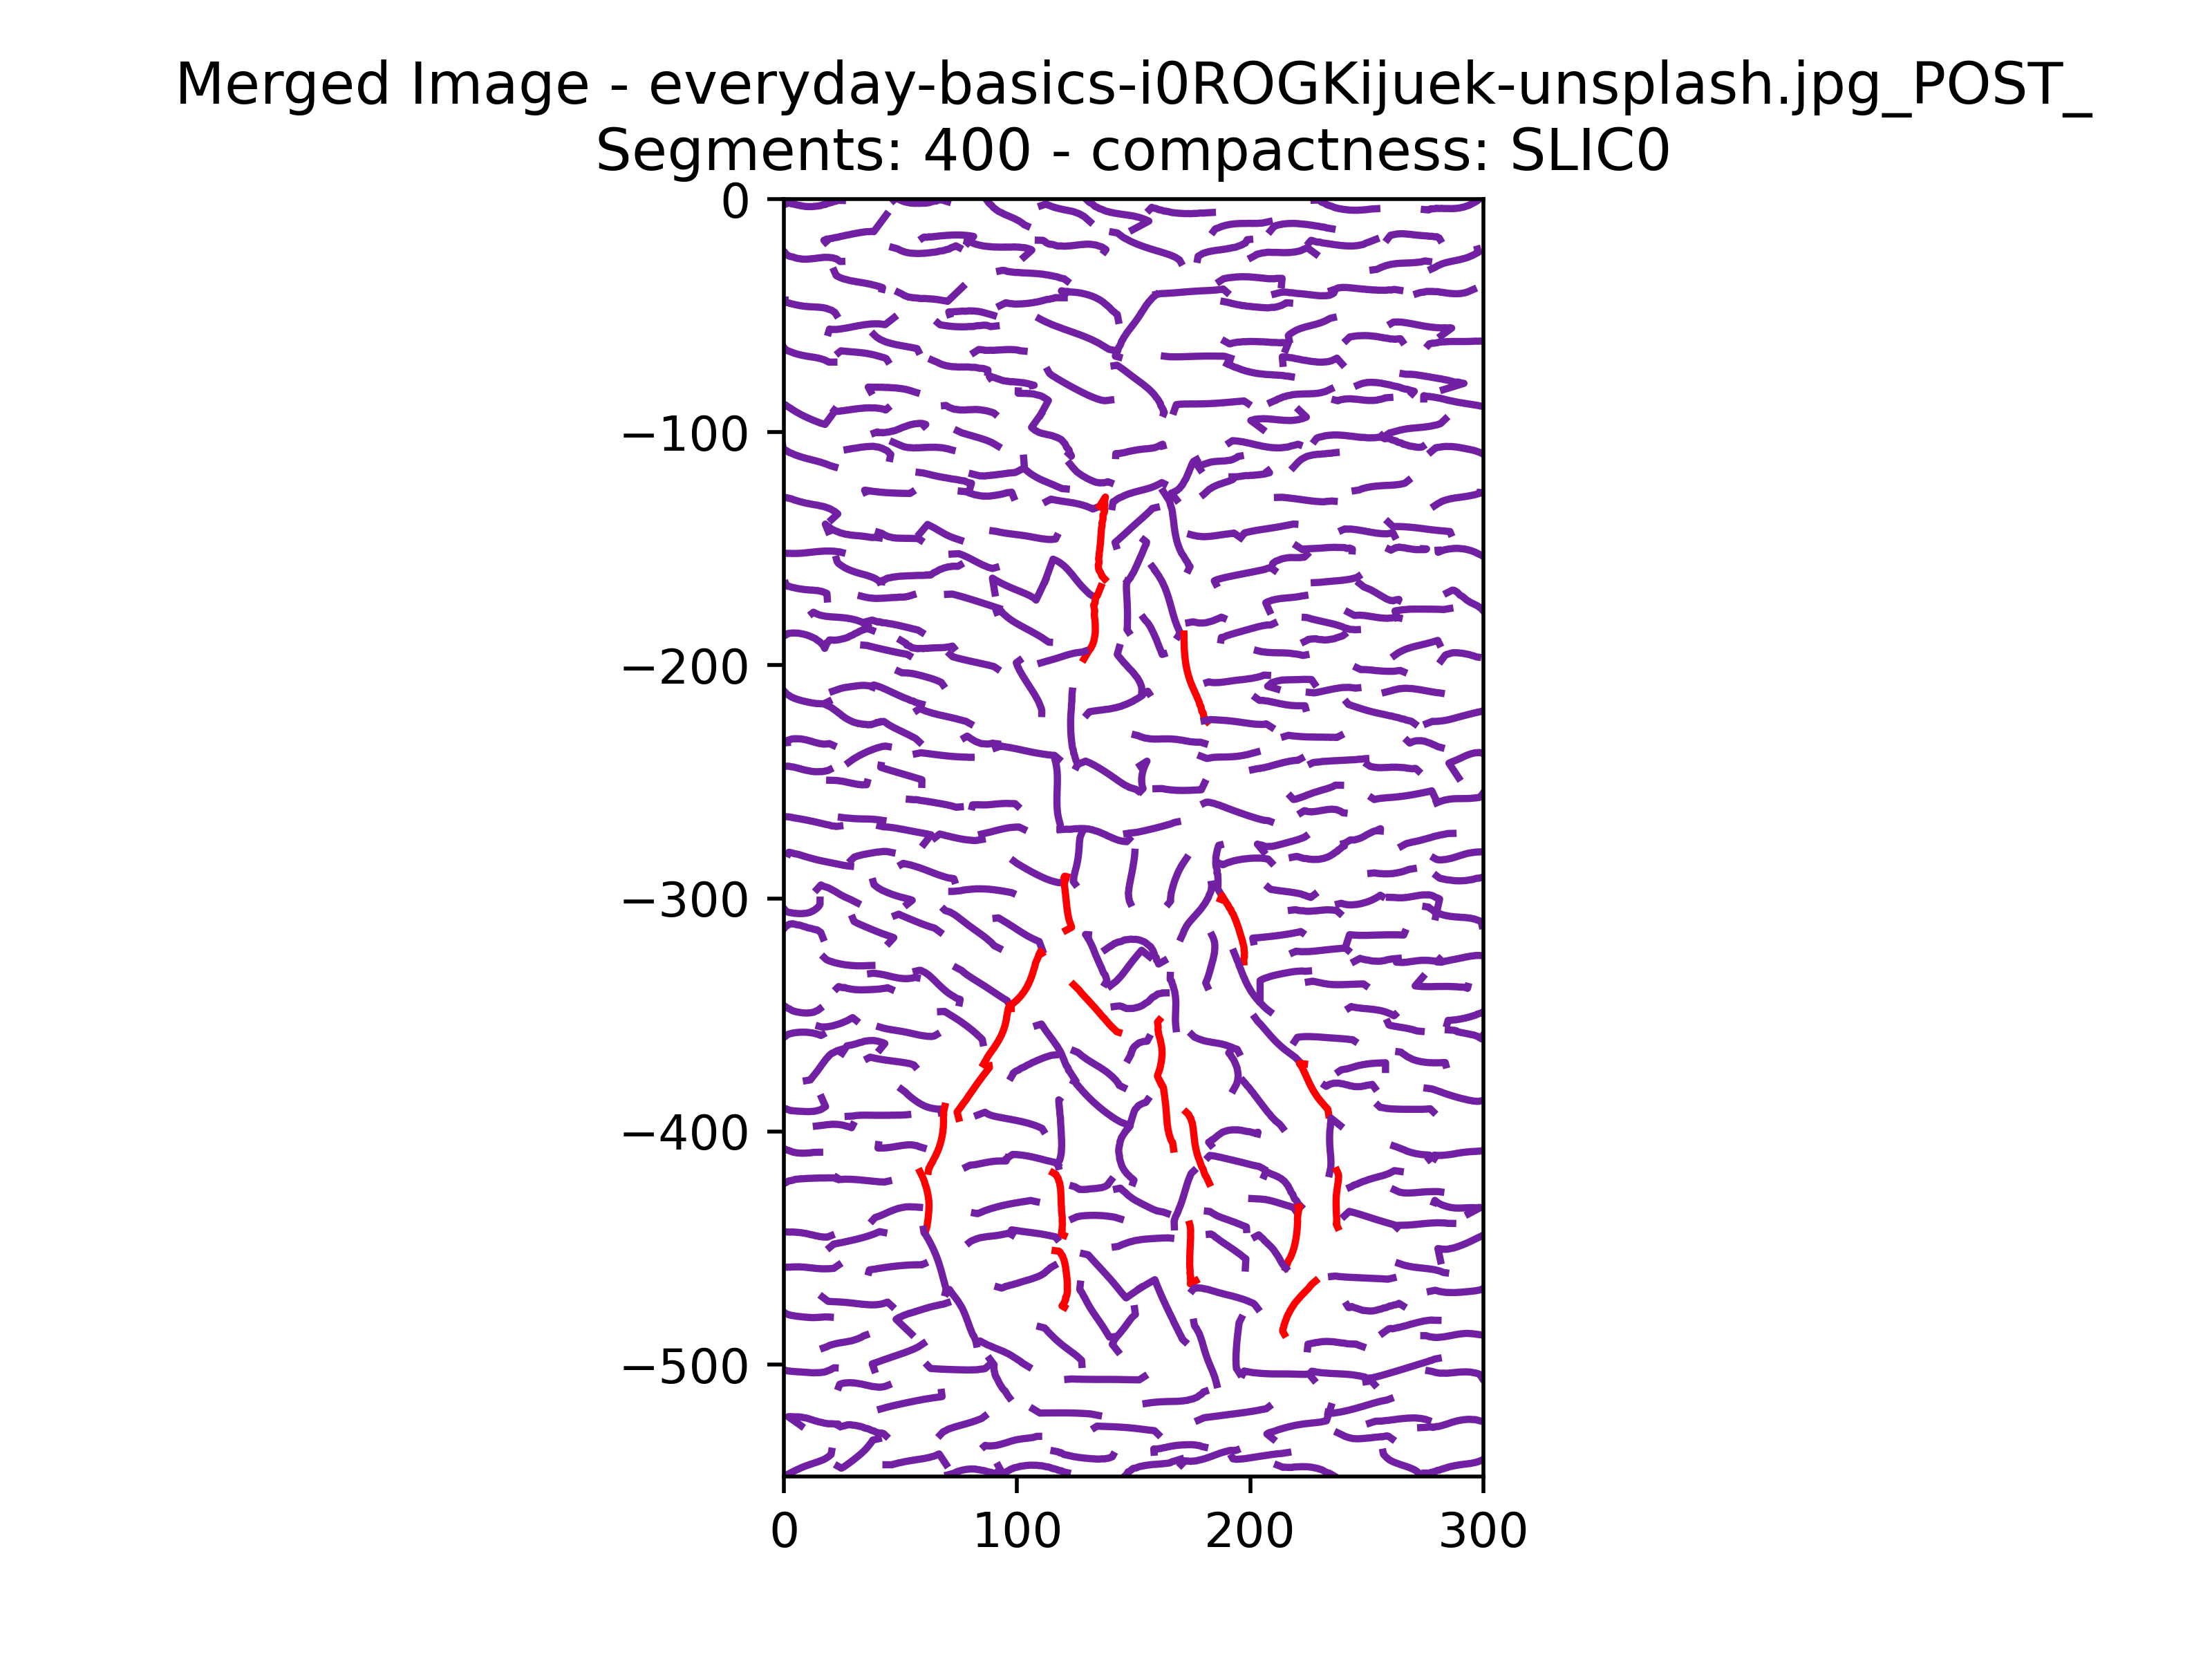 Merged Image - everyday-basics-i0ROGKijuek-unsplash.jpg_POST_
Segments: 400 - compactness: SLIC0
0
−100
−200
−300
−400
−500
0 100 200 300